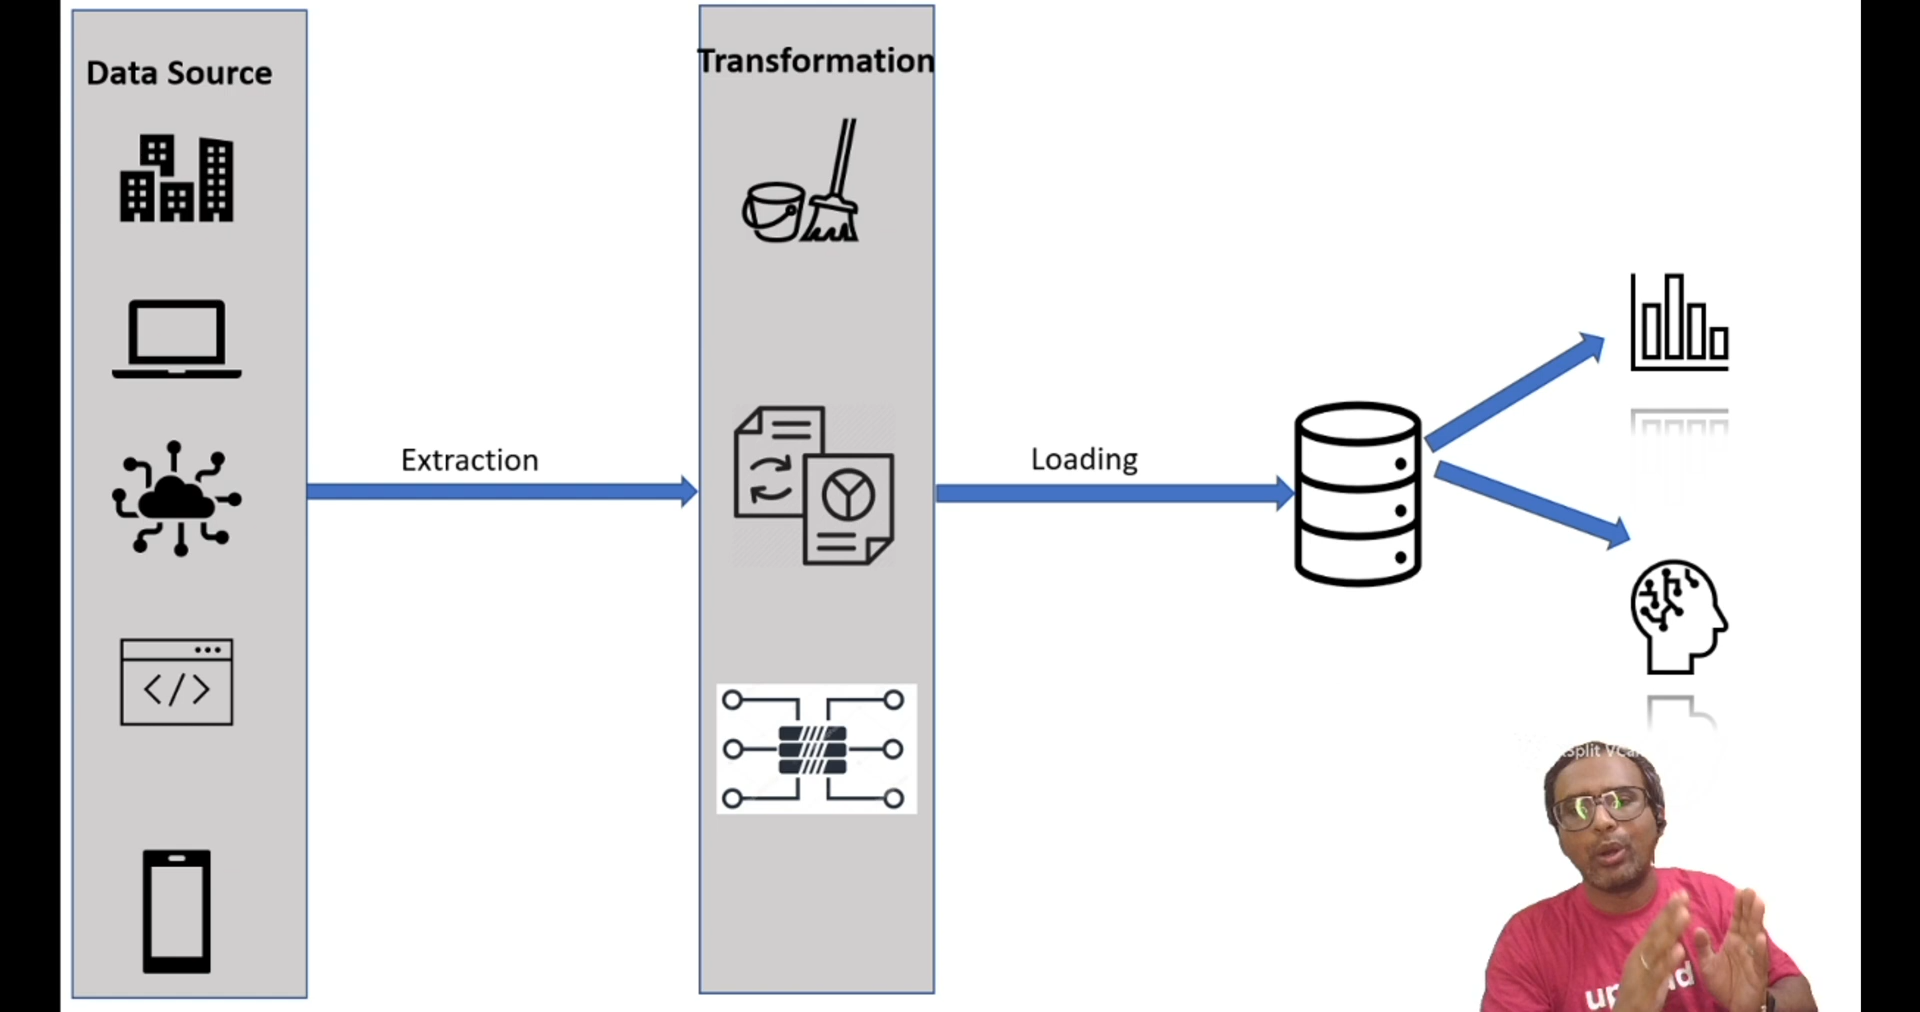 Data Source
Transformation
Extraction
Loading
</>